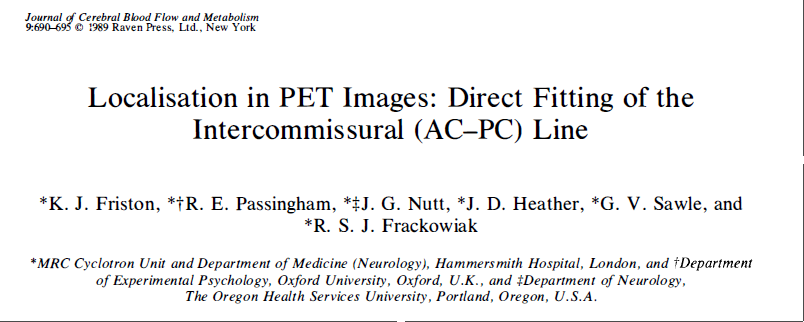 Journal of Cerebral Blood Flow and Metabolism
9:690–695 © 1989 Raven Press, Ltd., New York
Localisation in PET Images: Direct Fitting of the
Intercommissural (AC–PC) Line
*K. J. Friston, *†R. E. Passingham, *‡J. G. Nutt, *J. D. Heather, *G. V. Sawle, and
*R. S. J. Frackowiak
*MRC Cyclotron Unit and Department of Medicine (Neurology), Hammersmith Hospital, London, and †Department
of Experimental Psychology, Oxford University, Oxford, U.K., and ‡Department of Neurology,
The Oregon Health Services University, Portland, Oregon, U.S.A.